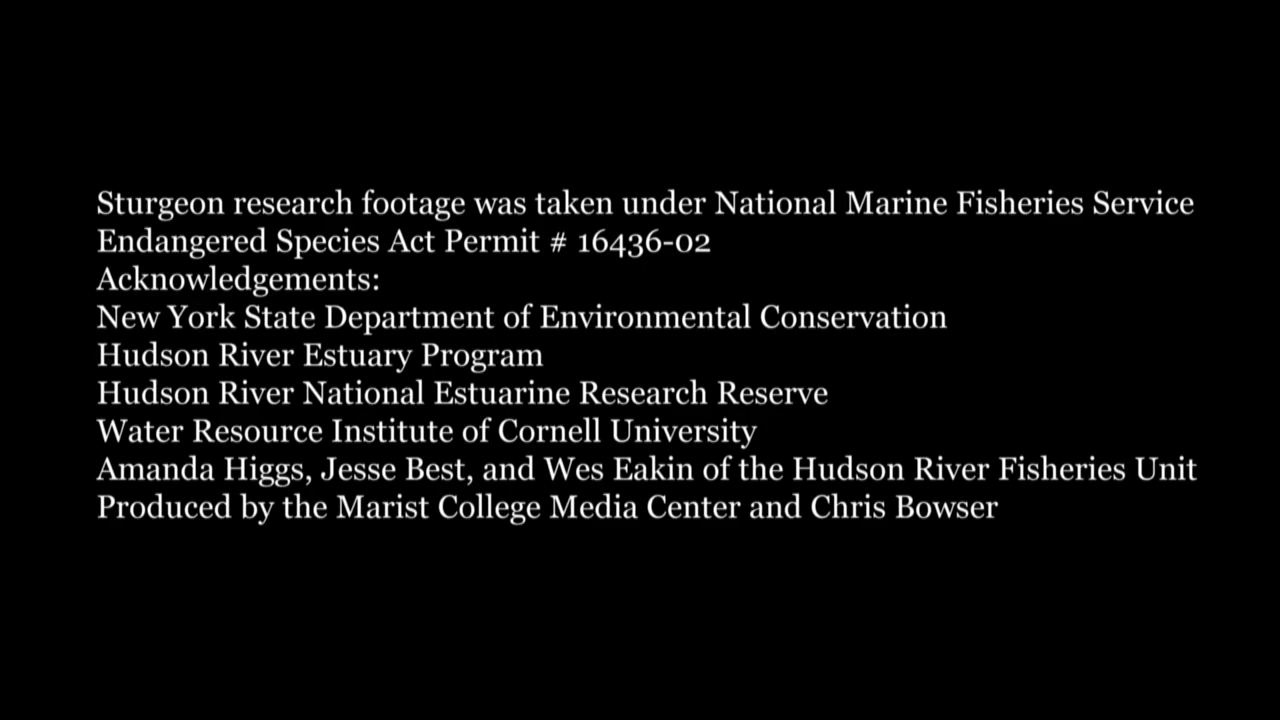 Sturgeon research footage was taken under National Marine Fisheries Service
Endangered Species Act Permit # 16436-02
Acknowledgements:
New York State Department of Environmental Conservation
Hudson River Estuary Program
Hudson River National Estuarine Research Reserve
Water Resource Institute of Cornell University
Amanda Higgs, Jesse Best, and Wes Eakin of the Hudson River Fisheries Unit
Produced by the Marist College Media Center and Chris Bowser